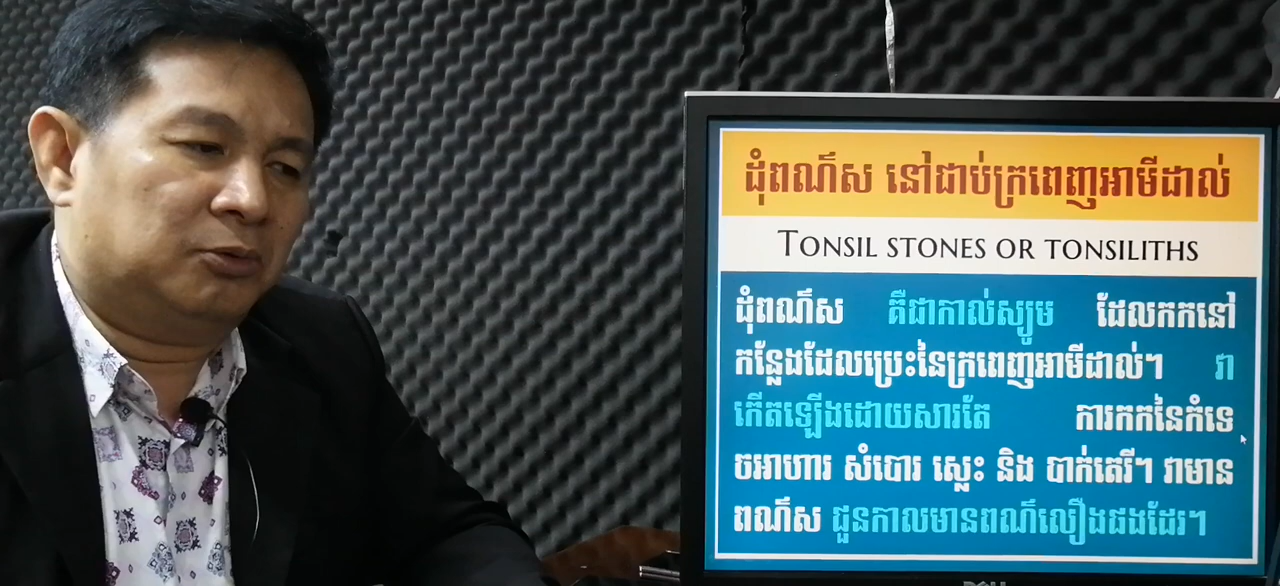 ដុំពណ៌ស នៅជាប់ក្រពេញអាមីដាល់
TONSIL STONES OR TONSILITHS
ដុំពណ៌ស គឺជាកាល់ស្យូម ដែលកកនៅ
កន្លែងដែលប្រេះនៃក្រពេញអាមីដាល់។ វា
កើតឡើងដោយសារតែ ការកកនៃកំទេ
ចអាហារ សំបោរ ស្លេះ និង បាក់តេរី។ វាមាន
ពណ៌ស ជួនកាលមានពណ៌លឿងផងដែរ។